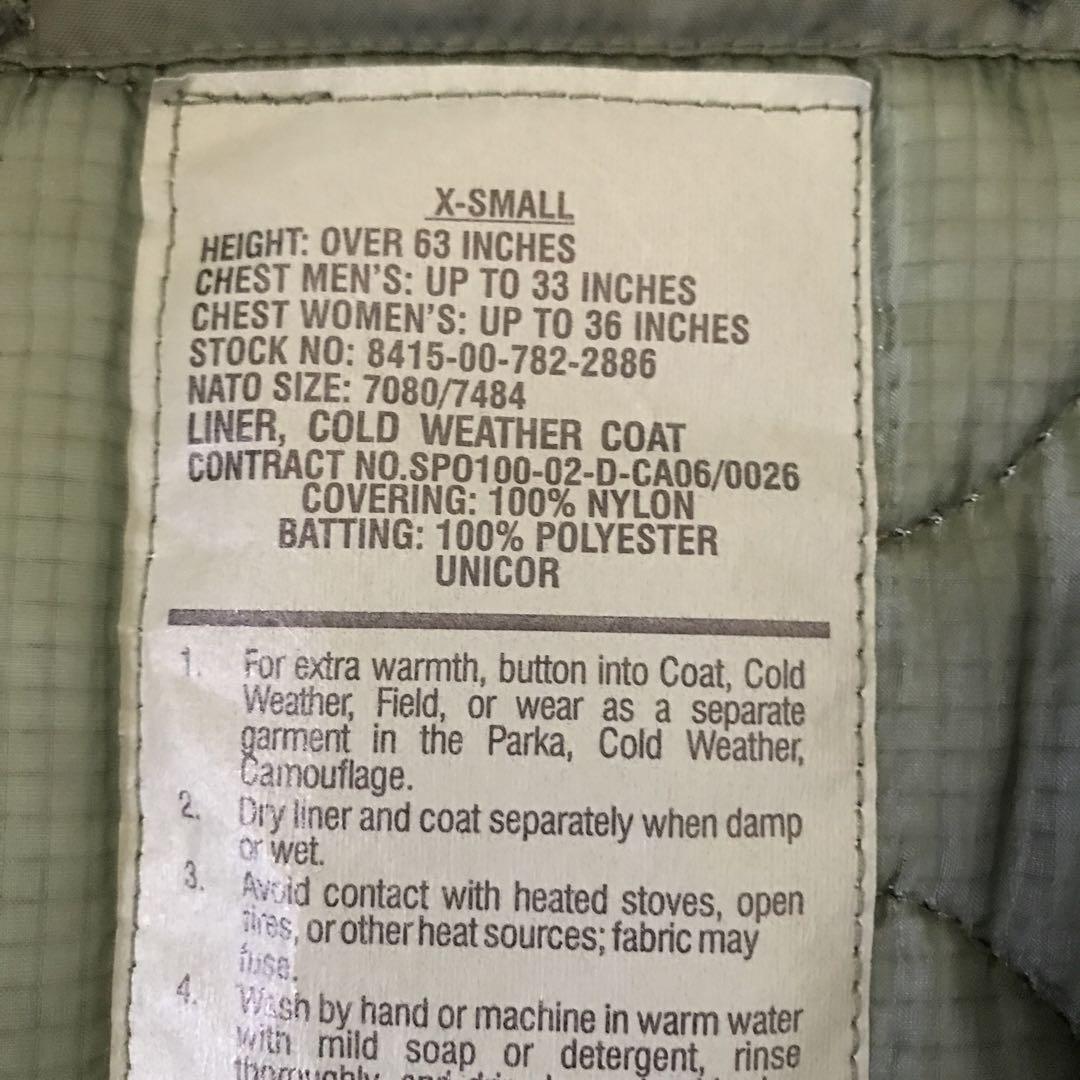 X-SMALL
HEIGHT: OVER 63 INCHES
CHEST MEN'S: UP TO 33 INCHES
CHEST WOMEN'S: UP TO 36 INCHES
STOCK NO: 8415-00-782-2886
NATO SIZE: 7080/7484
LINER, COLD WEATHER COAT
CONTRACT NO.SPO100-02-D-CA06/0026
COVERING: 100% NYLON
BATTING: 100% POLYESTER
UNICOR
1. For extra warmth, button into Coat, Cold
Weather, Field, or wear as a separate
garment in the Parka, Cold Weather,
Camouflage.
2. Dry liner and coat separately when damp
or wet.
3. Avoid contact with heated stoves, open
fires, or other heat sources; fabric may
fuse.
4. Wash by hand or machine in warm water
with mild soap or detergent, rinse
thoroughly